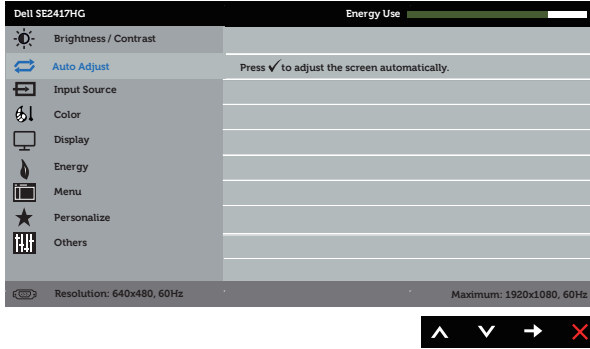 Dell SE2417HG Energy Use
Brightness / Contrast
Auto Adjust Press ✓ to adjust the screen automatically.
Input Source
Color
Display
Energy
Menu
Personalize
Others
Resolution: 640x480, 60Hz Maximum: 1920x1080, 60Hz